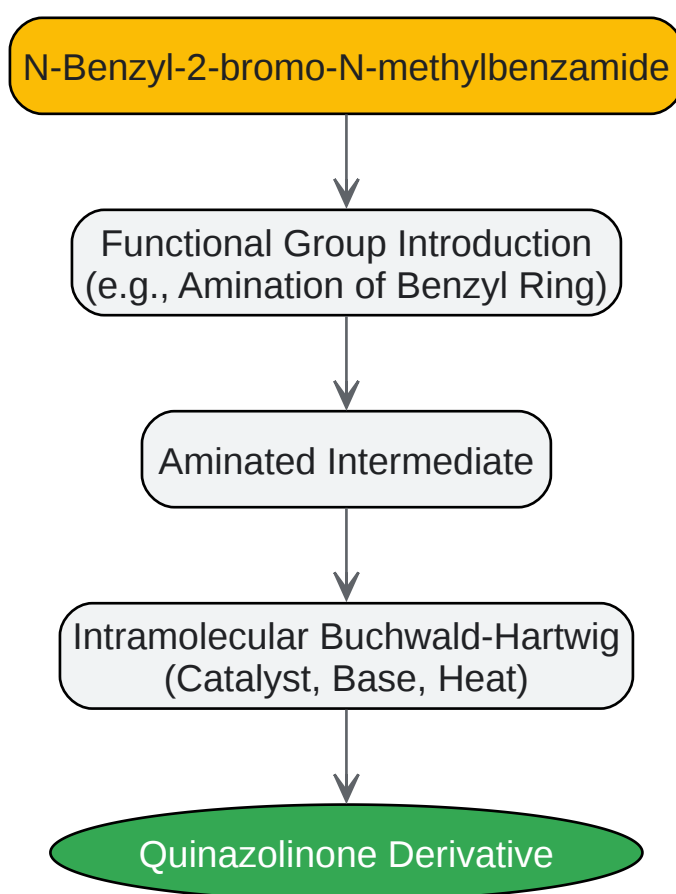 N-Benzyl-2-bromo-N-methylbenzamide
Functional Group Introduction
(e.g., Amination of Benzyl Ring)
Aminated Intermediate
Intramolecular Buchwald-Hartwig
(Catalyst, Base, Heat)
Quinazolinone Derivative